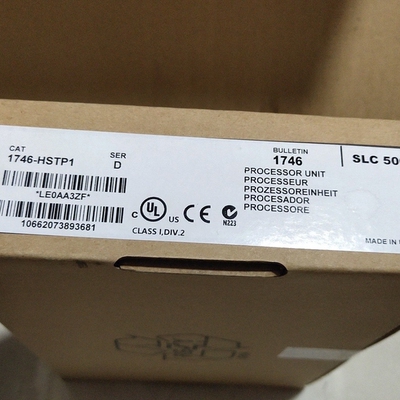 CAT
1746-HSTP1
SER
D
*LE0AA3ZF*
10662073893681
C UL US CE N223
CLASS I, DIV.2
BULLETIN
1746
PROCESSOR UNIT
PROCESSEUR
PROZESSOREINHEIT
PROCESADOR
PROCESSORE
SLC 50
MADE IN